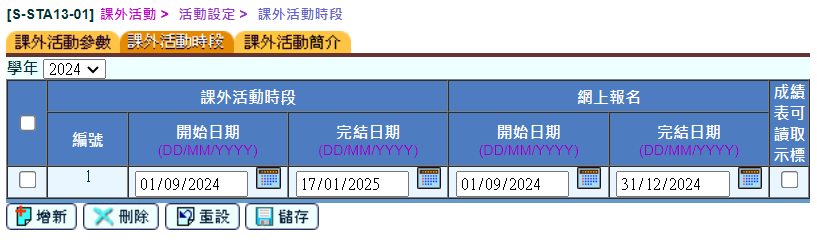 [S-STA13-01] 課外活動 > 活動設定 > 課外活動時段
課外活動參數 課外活動時段 課外活動簡介
學年 2024
課外活動時段 網上報名 成績表可讀取示標
編號 開始日期 (DD/MM/YYYY) 完結日期 (DD/MM/YYYY) 開始日期 (DD/MM/YYYY) 完結日期 (DD/MM/YYYY)
1 01/09/2024 17/01/2025 01/09/2024 31/12/2024
增新 刪除 重設 儲存